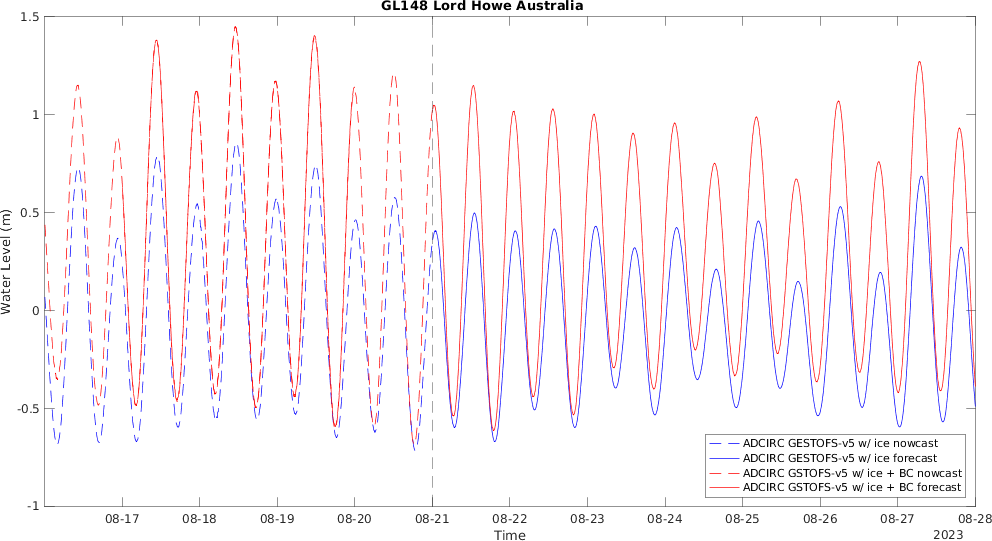 GL148 Lord Howe Australia
1.5
1
0.5
0
-0.5
-1
Water Level (m)
ADCIRC GESTOFS-v5 w/ ice nowcast
ADCIRC GESTOFS-v5 w/ ice forecast
ADCIRC GSTOFS-v5 w/ ice + BC nowcast
ADCIRC GSTOFS-v5 w/ ice + BC forecast
08-17 08-18 08-19 08-20 08-21 08-22 08-23 08-24 08-25 08-26 08-27 08-28
Time
2023